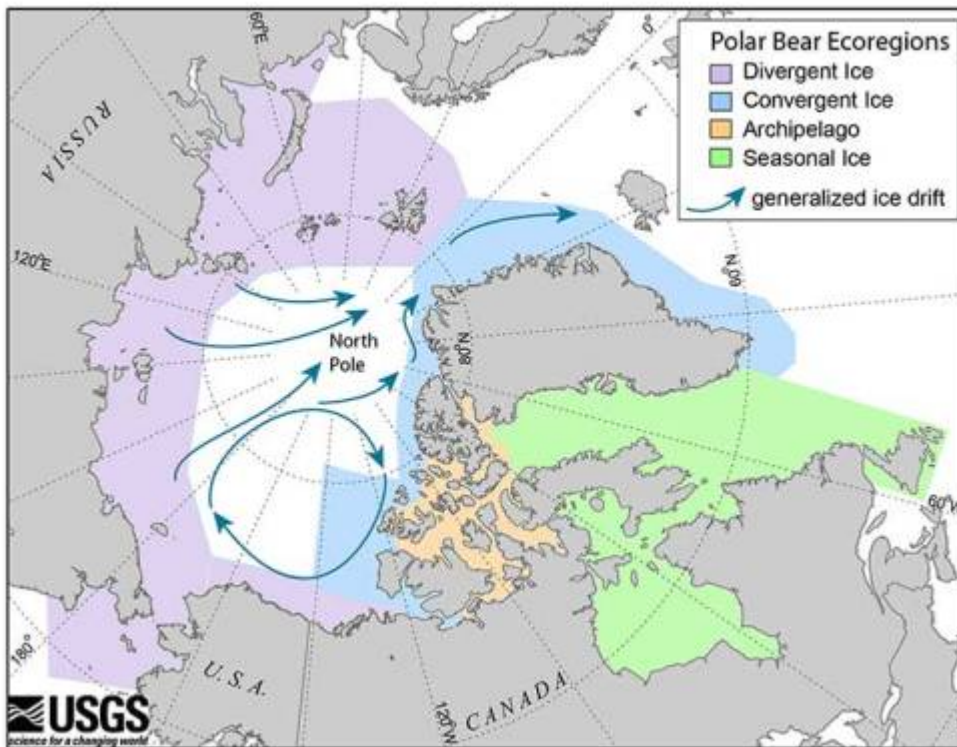 Polar Bear Ecoregions
Divergent Ice
Convergent Ice
Archipelago
Seasonal Ice
generalized ice drift
60°E
0°
RUSSIA
120°E
60°N
North
Pole
80°N
60°W
180°
U.S.A.
CANADA
120°W
USGS
science for a changing world